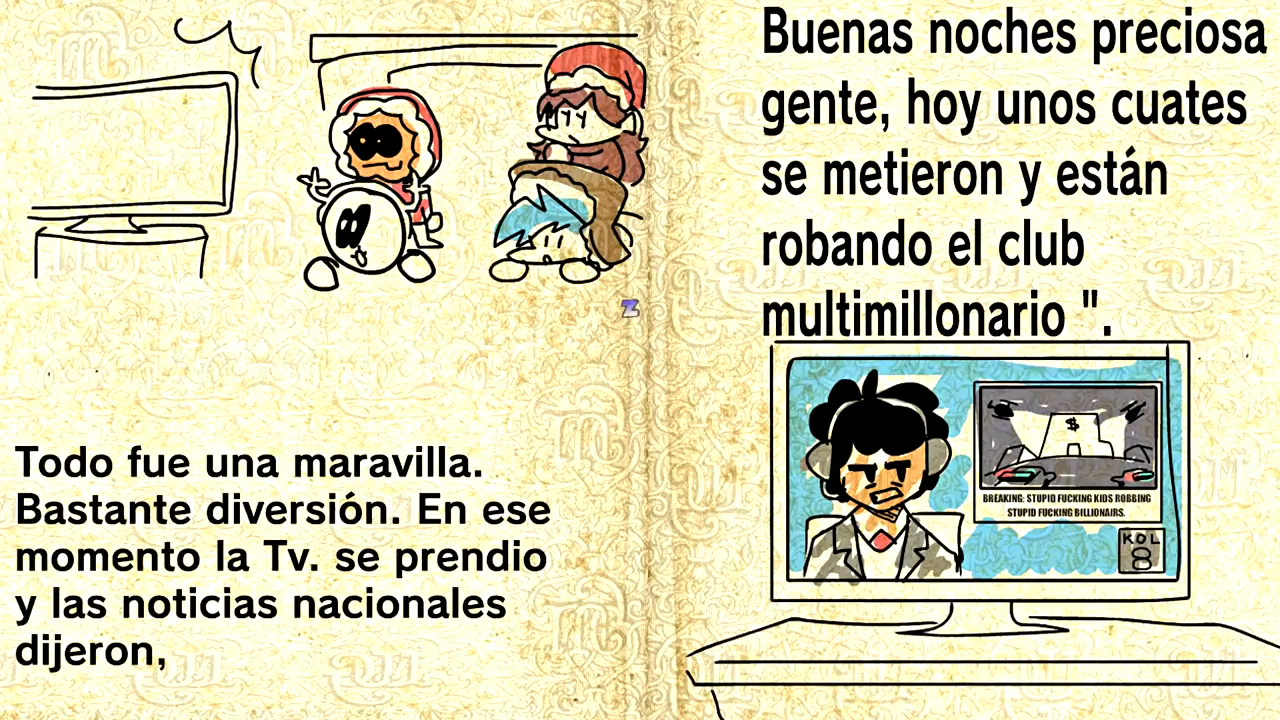 Todo fue una maravilla.
Bastante diversión. En ese
momento la Tv. se prendio
y las noticias nacionales
dijeron,
Z
Buenas noches preciosa
gente, hoy unos cuates
se metieron y están
robando el club
multimillonario ".
$
BREAKING: STUPID FUCKING KIDS ROBBING
STUPID FUCKING BILLIONAIRS.
KOL
8